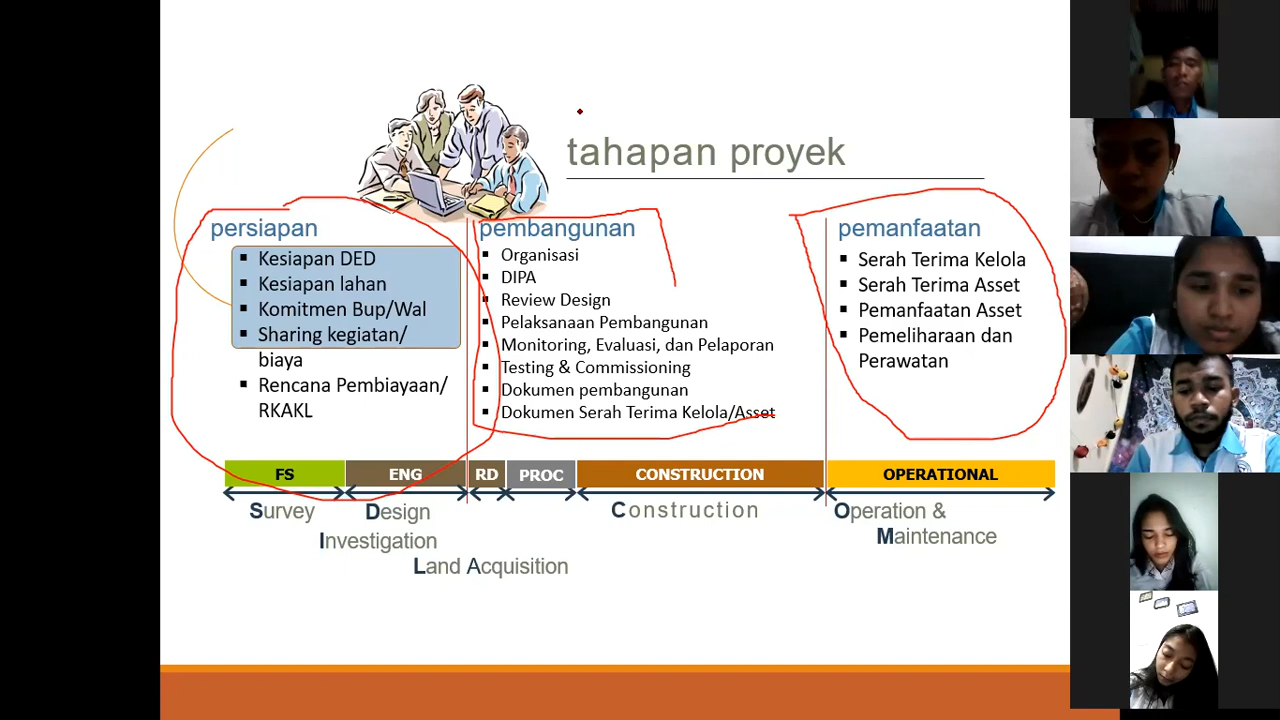 tahapan proyek
persiapan
Kesiapan DED
Kesiapan lahan
Komitmen Bup/Wal
Sharing kegiatan/
biaya
Rencana Pembiayaan/
RKAKL
pembangunan
Organisasi
DIPA
Review Design
Pelaksanaan Pembangunan
Monitoring, Evaluasi, dan Pelaporan
Testing & Commissioning
Dokumen pembangunan
Dokumen Serah Terima Kelola/Asset
pemanfaatan
Serah Terima Kelola
Serah Terima Asset
Pemanfaatan Asset
Pemeliharaan dan
Perawatan
FS ENG RD PROC CONSTRUCTION OPERATIONAL
Survey
Design
Investigation
Land Acquisition
Construction
Operation &
Maintenance